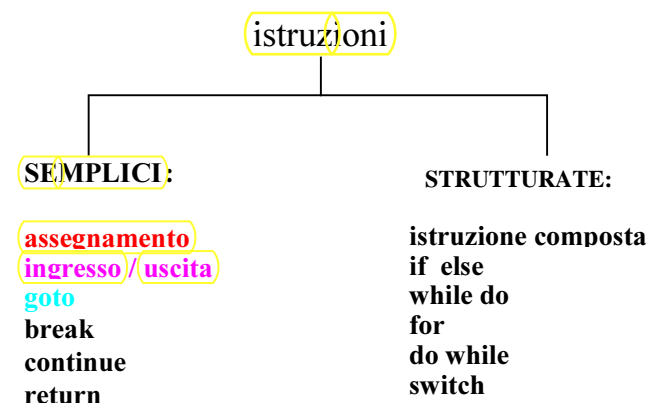 istruzioni
SEMPLICI:
assegnamento
ingresso / uscita
goto
break
continue
return
STRUTTURATE:
istruzione composta
if else
while do
for
do while
switch